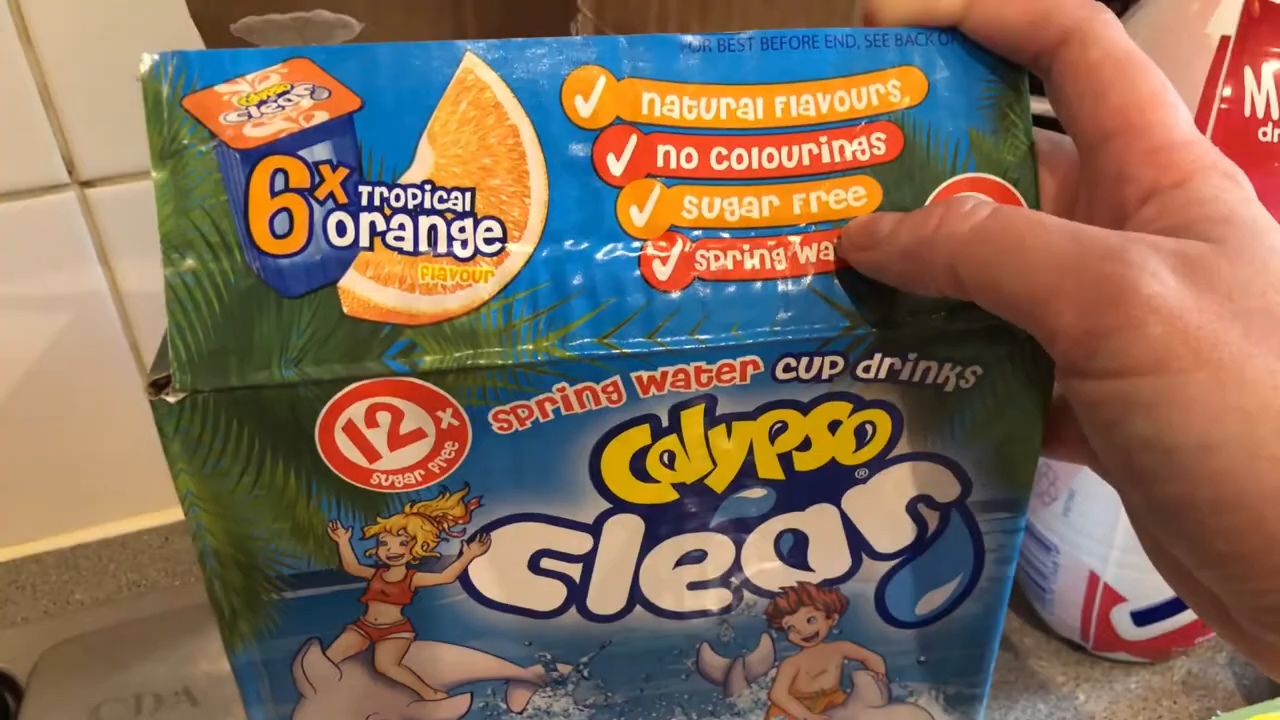 FOR BEST BEFORE END, SEE BACK OF
Calypso
Clear
6x Tropical
orange
flavour
natural flavours,
no colourings
sugar free
spring wa
spring water cup drinks
12x
sugar free
Calypso
Clear®
CDA